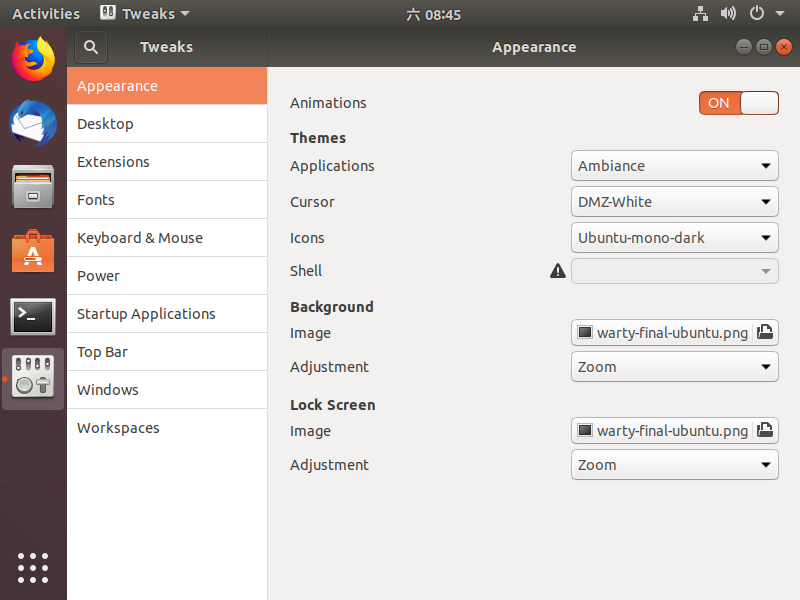 Activities Tweaks 六 08:45
Tweaks Appearance
Appearance
Desktop
Extensions
Fonts
Keyboard & Mouse
Power
Startup Applications
Top Bar
Windows
Workspaces
Animations ON
Themes
Applications Ambiance
Cursor DMZ-White
Icons Ubuntu-mono-dark
Shell
Background
Image warty-final-ubuntu.png
Adjustment Zoom
Lock Screen
Image warty-final-ubuntu.png
Adjustment Zoom